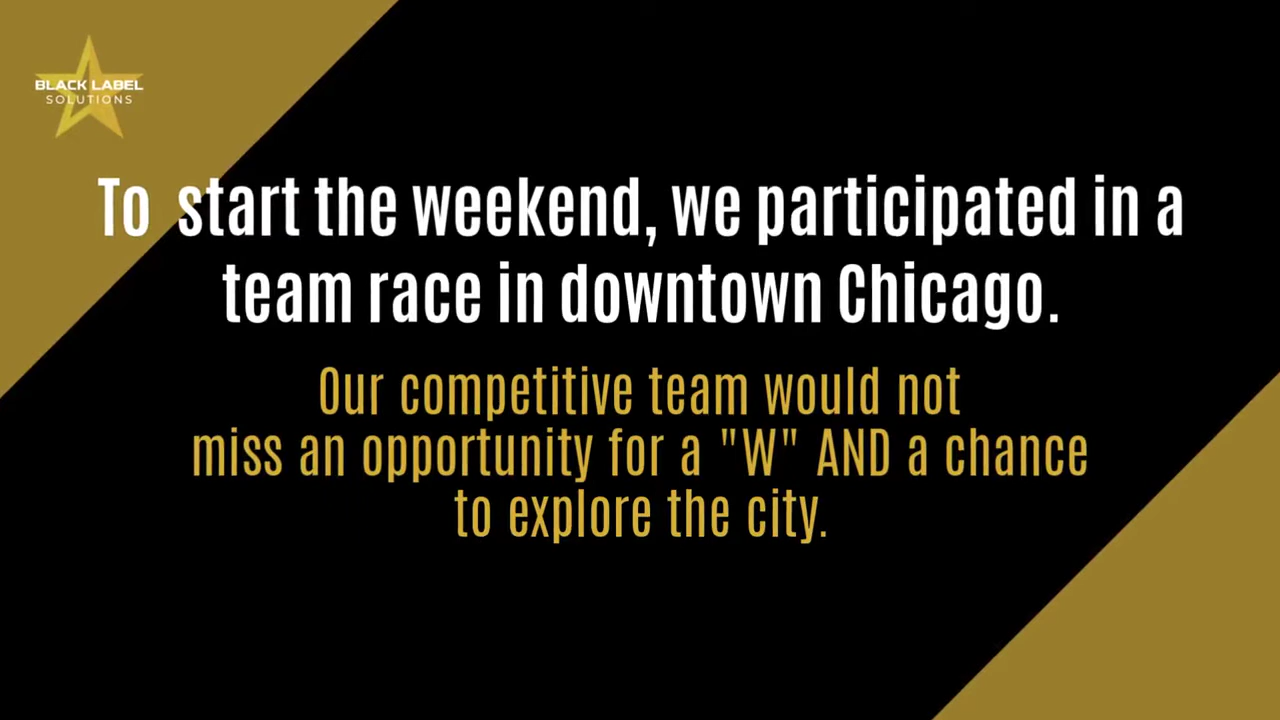 BLACK LABEL
SOLUTIONS
To start the weekend, we participated in a
team race in downtown Chicago.
Our competitive team would not
miss an opportunity for a "W" AND a chance
to explore the city.